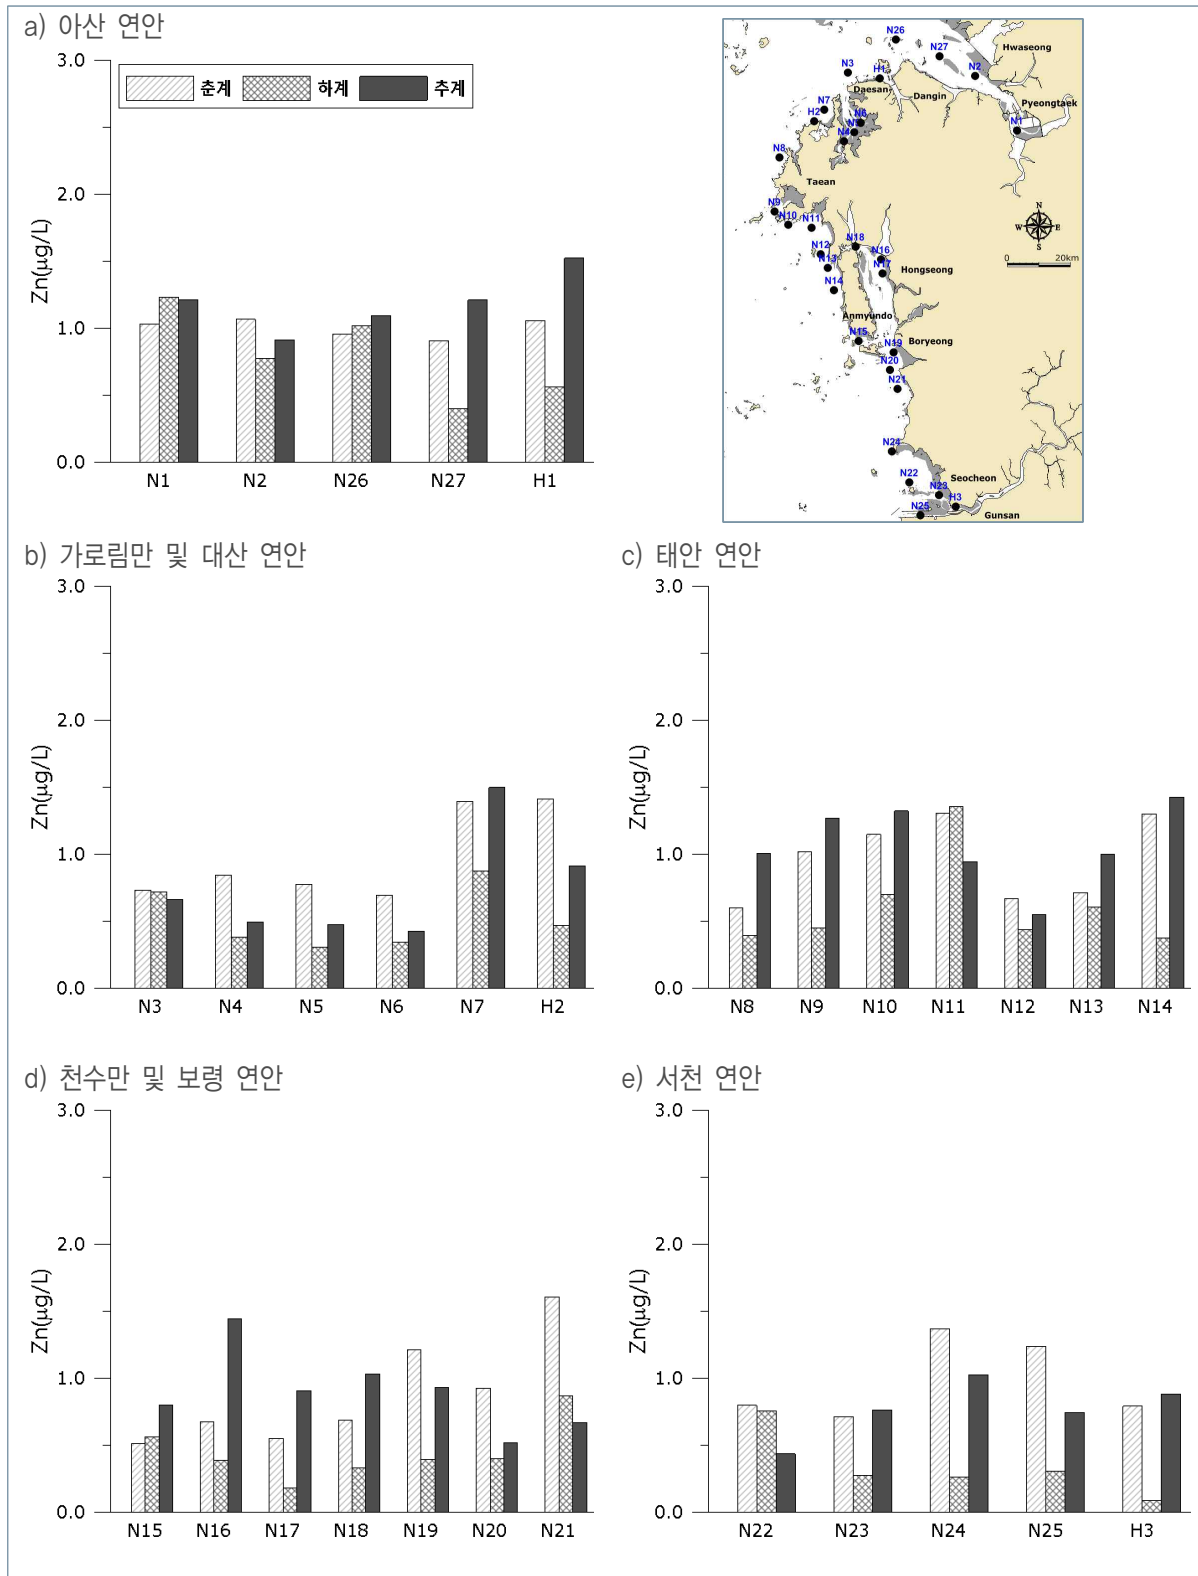 a) 아산 연안
3.0
2.0
1.0
0.0
Zn(μg/L)
춘계 하계 추계
N1 N2 N26 N27 H1
N26
N27
Hwaseong
N3
H1
N2
Daesan
Dangin
Pyeongtaek
N7
H2
N6
N5
N4
N1
N8
Taean
N9
N10
N11
N
W E
S
N18
N12
N13
N16
N17
Hongseong
0 20km
N14
Anmyundo
N15
Boryeong
N19
N20
N21
N24
N22
Seocheon
N23
H3
N25
Gunsan
b) 가로림만 및 대산 연안
3.0
2.0
1.0
0.0
Zn(μg/L)
N3 N4 N5 N6 N7 H2
c) 태안 연안
3.0
2.0
1.0
0.0
Zn(μg/L)
N8 N9 N10 N11 N12 N13 N14
d) 천수만 및 보령 연안
3.0
2.0
1.0
0.0
Zn(μg/L)
N15 N16 N17 N18 N19 N20 N21
e) 서천 연안
3.0
2.0
1.0
0.0
Zn(μg/L)
N22 N23 N24 N25 H3